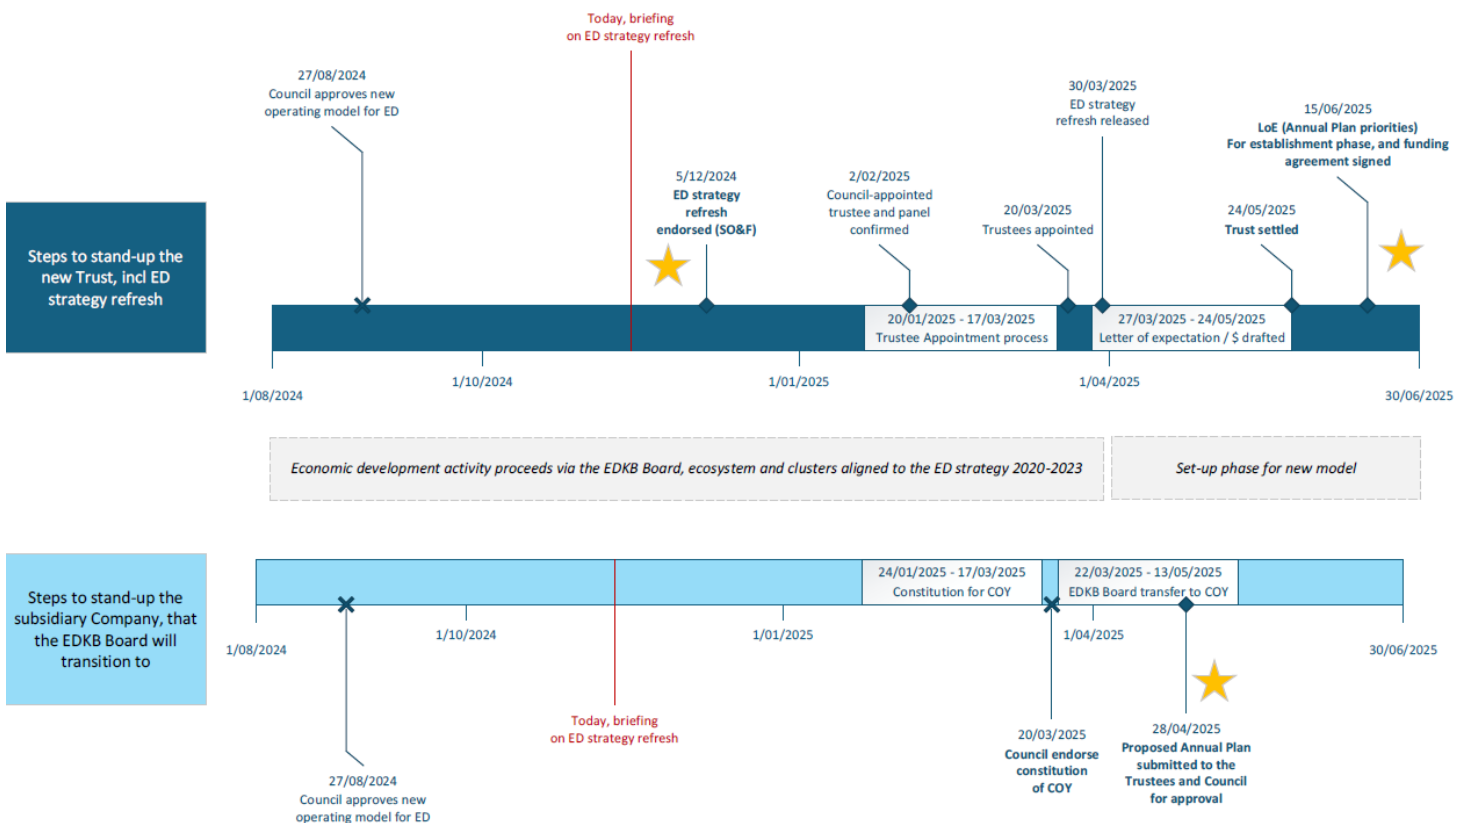 Today, briefing
on ED strategy refresh
27/08/2024
Council approves new
operating model for ED
30/03/2025
ED strategy
refresh released
15/06/2025
LoE (Annual Plan priorities)
For establishment phase, and funding
agreement signed
5/12/2024
ED strategy
refresh
endorsed (SO&F)
2/02/2025
Council-appointed
trustee and panel
confirmed
20/03/2025
Trustees appointed
24/05/2025
Trust settled
Steps to stand-up the
new Trust, incl ED
strategy refresh
20/01/2025 - 17/03/2025
Trustee Appointment process
27/03/2025 - 24/05/2025
Letter of expectation / $ drafted
1/08/2024
1/10/2024
1/01/2025
1/04/2025
30/06/2025
Economic development activity proceeds via the EDKB Board, ecosystem and clusters aligned to the ED strategy 2020-2023
Set-up phase for new model
Steps to stand-up the
subsidiary Company, that
the EDKB Board will
transition to
24/01/2025 - 17/03/2025
Constitution for COY
22/03/2025 - 13/05/2025
EDKB Board transfer to COY
1/08/2024
1/10/2024
1/01/2025
1/04/2025
30/06/2025
Today, briefing
on ED strategy refresh
27/08/2024
Council approves new
operating model for ED
20/03/2025
Council endorse
constitution
of COY
28/04/2025
Proposed Annual Plan
submitted to the
Trustees and Council
for approval